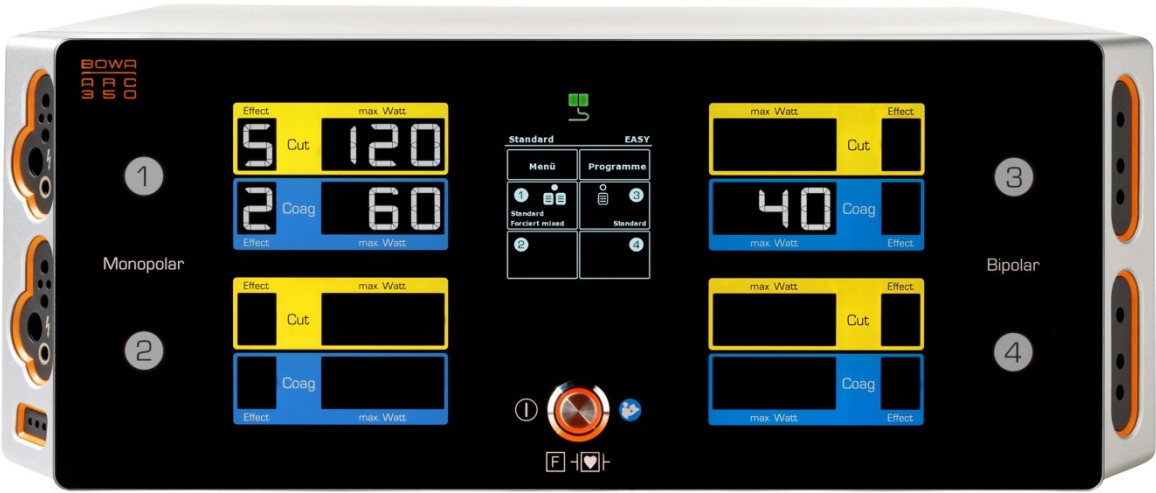 BOWA
ARC
350
Effect max. Watt
5 Cut 120
2 Coag 60
Effect max. Watt
1
Monopolar
2
Effect max. Watt
Cut
Coag
Effect max. Watt
Standard EASY
Menü Programme
1 3
Standard
Forciert mixed Standard
2 4
F
max. Watt Effect
Cut
40 Coag
max. Watt Effect
3
Bipolar
4
max. Watt Effect
Cut
Coag
max. Watt Effect